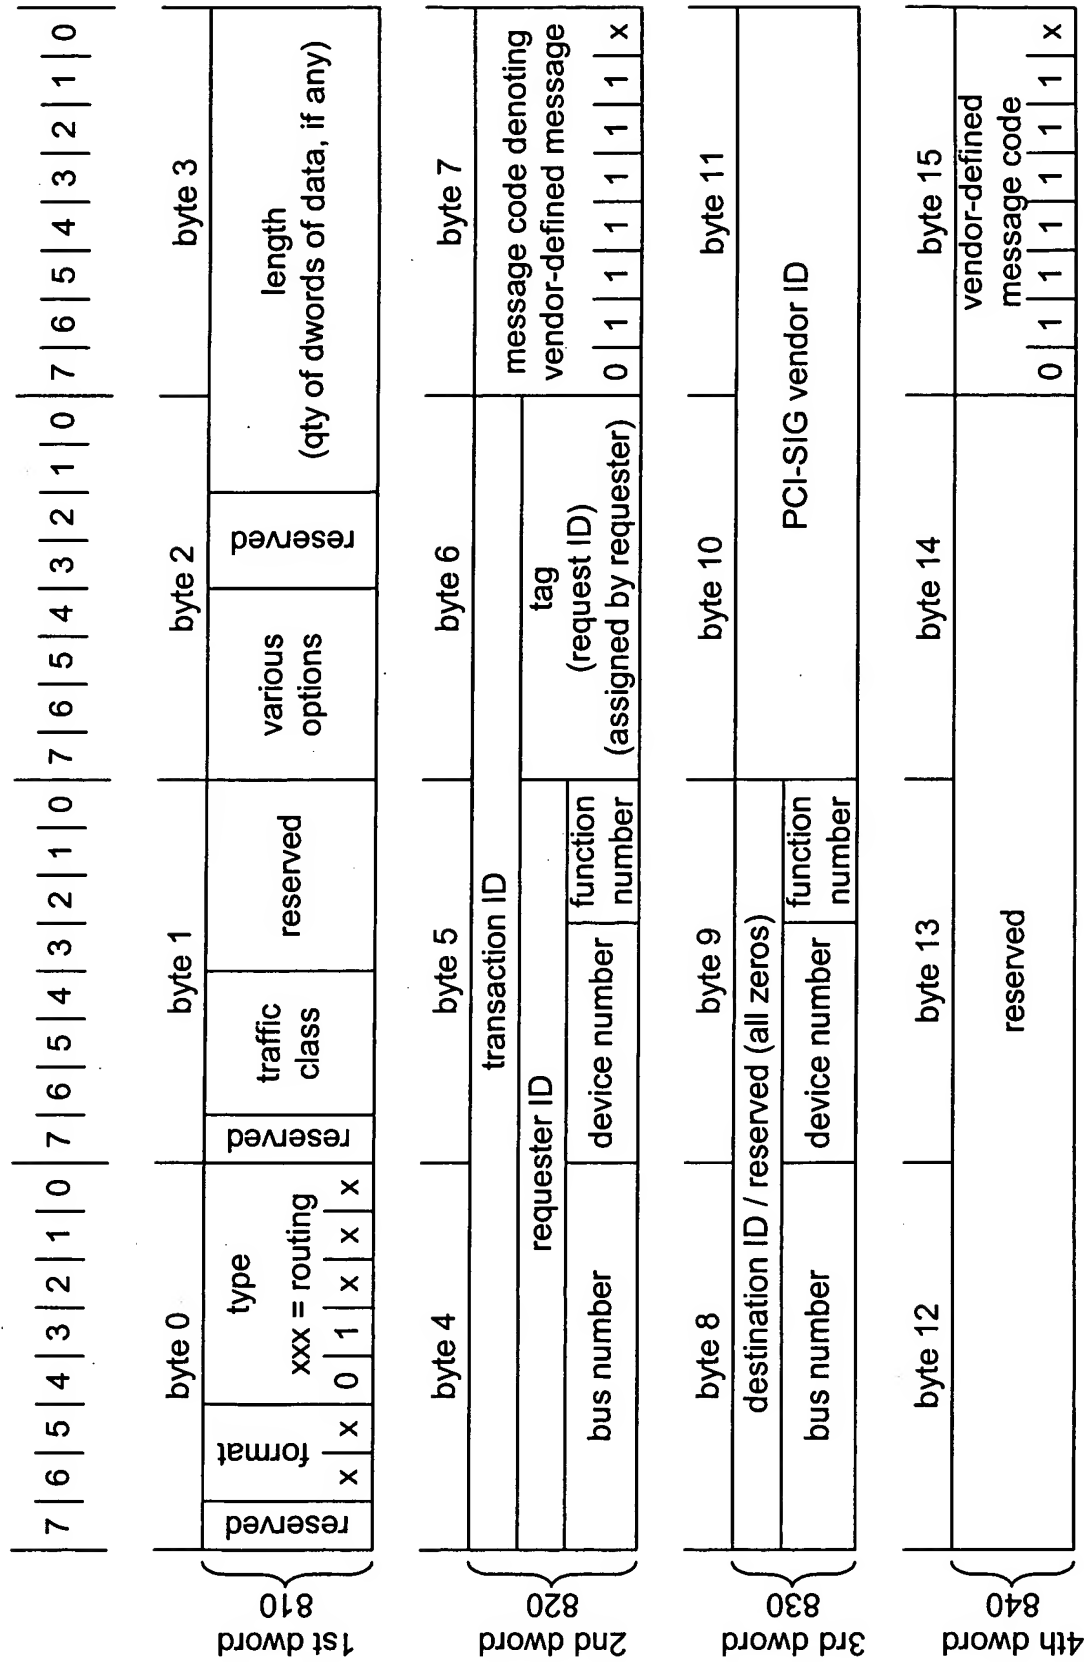 7 | 6 | 5 | 4 | 3 | 2 | 1 | 0 | 7 | 6 | 5 | 4 | 3 | 2 | 1 | 0 | 7 | 6 | 5 | 4 | 3 | 2 | 1 | 0 | 7 | 6 | 5 | 4 | 3 | 2 | 1 | 0
1st dword
810
byte 0
byte 1
byte 2
byte 3
reserved
format
x | x
type
xxx = routing
0 | 1 | x | x | x
reserved
traffic
class
reserved
various
options
reserved
length
(qty of dwords of data, if any)
2nd dword
820
byte 4
byte 5
byte 6
byte 7
transaction ID
requester ID
bus number
device number
function
number
tag
(request ID)
(assigned by requester)
message code denoting
vendor-defined message
0 | 1 | 1 | 1 | 1 | 1 | 1 | x
3rd dword
830
byte 8
byte 9
byte 10
byte 11
destination ID / reserved (all zeros)
bus number
device number
function
number
PCI-SIG vendor ID
4th dword
840
byte 12
byte 13
byte 14
byte 15
reserved
vendor-defined
message code
0 | 1 | 1 | 1 | 1 | 1 | 1 | x